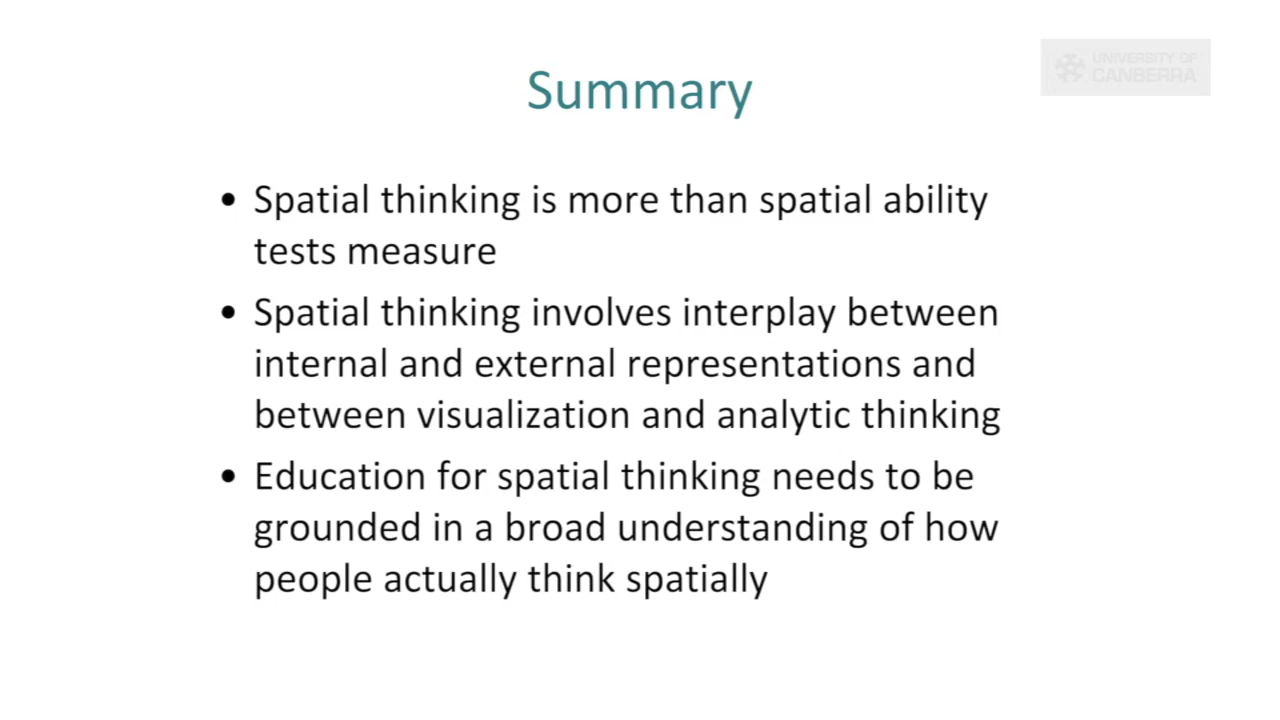 UNIVERSITY OF
CANBERRA
Summary
• Spatial thinking is more than spatial ability
tests measure
• Spatial thinking involves interplay between
internal and external representations and
between visualization and analytic thinking
• Education for spatial thinking needs to be
grounded in a broad understanding of how
people actually think spatially